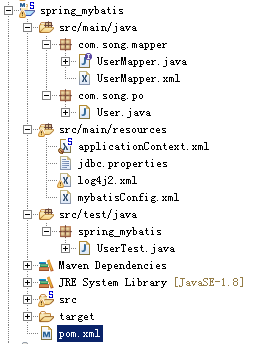 spring_mybatis
src/main/java
com.song.mapper
UserMapper.java
UserMapper.xml
com.song.po
User.java
src/main/resources
applicationContext.xml
jdbc.properties
log4j2.xml
mybatisConfig.xml
src/test/java
spring_mybatis
UserTest.java
Maven Dependencies
JRE System Library [JavaSE-1.8]
src
target
pom.xml